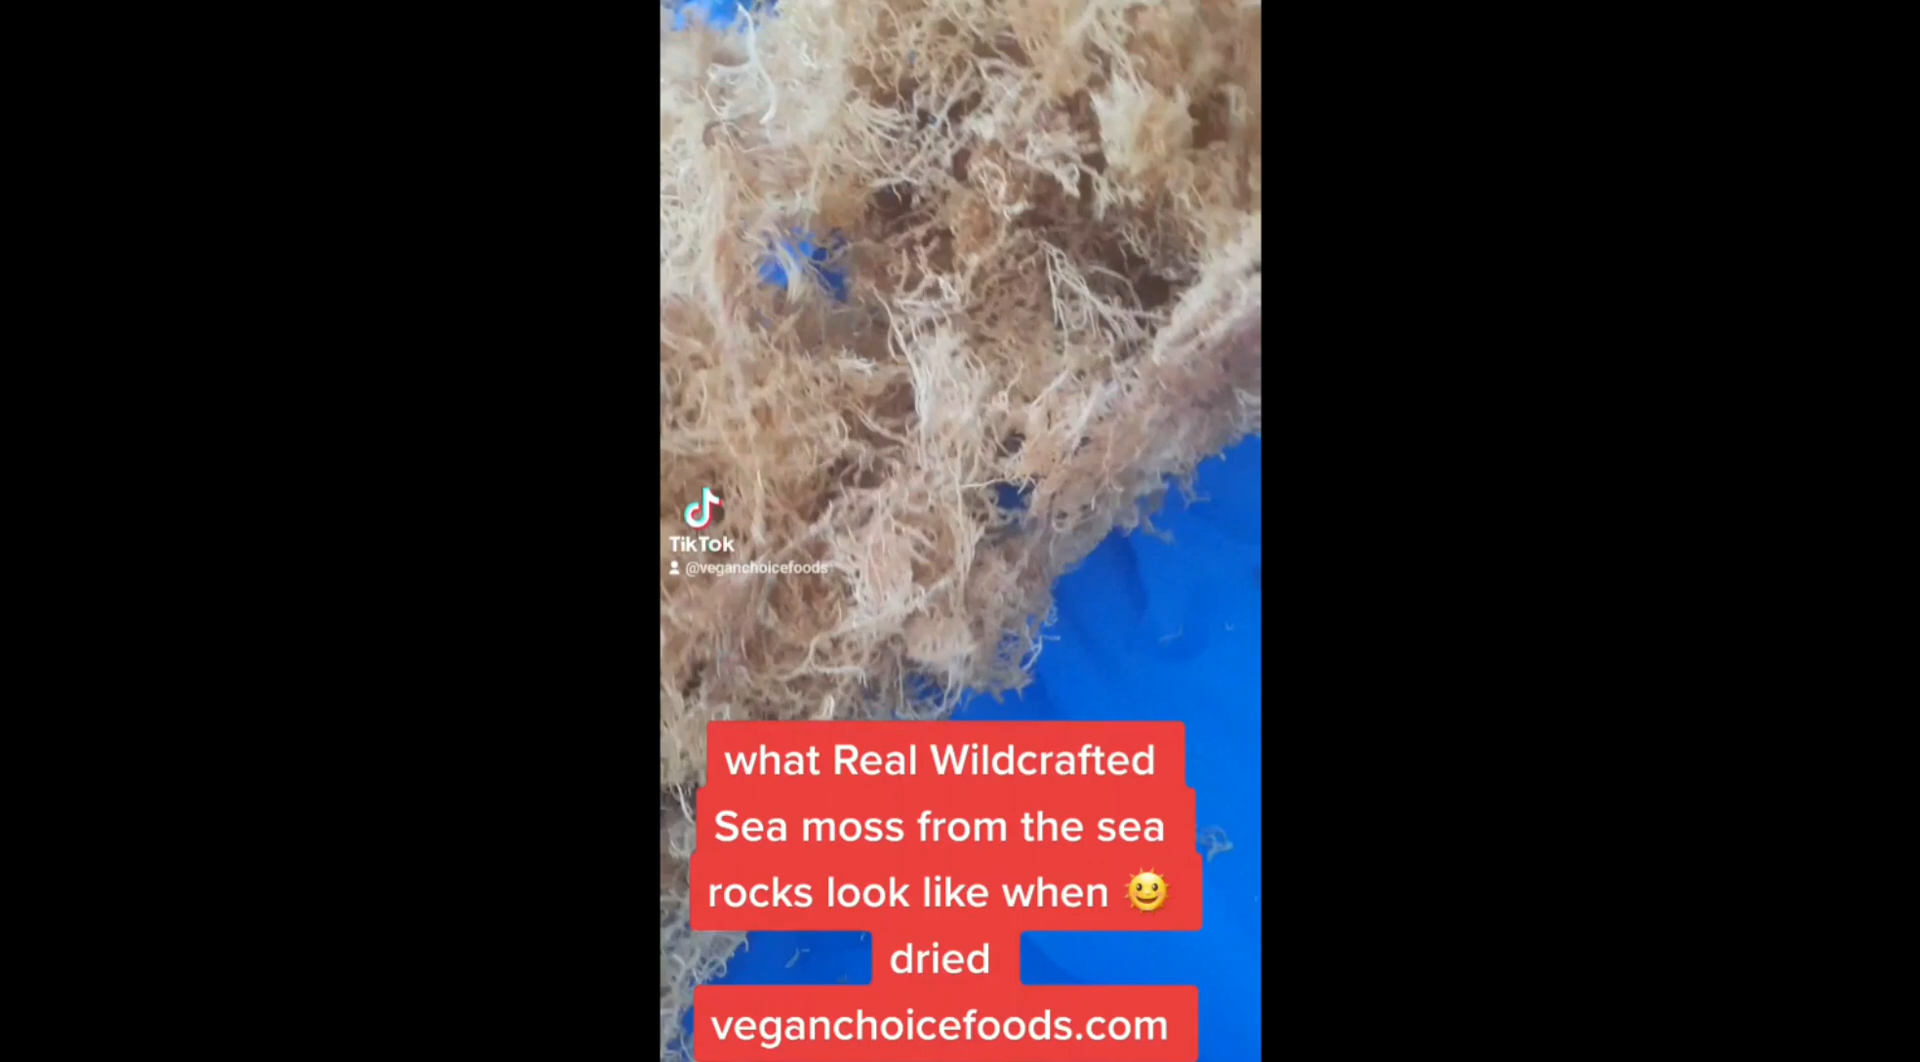 TikTok
@veganchoicefoods
what Real Wildcrafted
Sea moss from the sea
rocks look like when 🌞
dried
veganchoicefoods.com